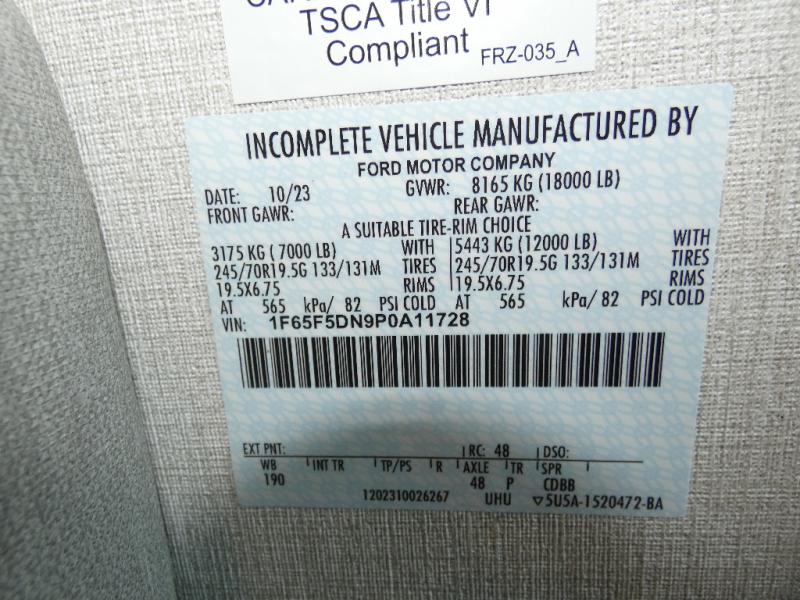 TSCA Title VI
Compliant FRZ-035_A
INCOMPLETE VEHICLE MANUFACTURED BY
FORD MOTOR COMPANY
DATE: 10/23 GVWR: 8165 KG (18000 LB)
FRONT GAWR: REAR GAWR:
A SUITABLE TIRE-RIM CHOICE
3175 KG (7000 LB) WITH 5443 KG (12000 LB) WITH
245/70R19.5G 133/131M TIRES 245/70R19.5G 133/131M TIRES
19.5X6.75 RIMS 19.5X6.75 RIMS
AT 565 kPa/ 82 PSI COLD AT 565 kPa/ 82 PSI COLD
VIN: 1F65F5DN9P0A11728
EXT PNT: RC: 48 DSO:
WB INT TR TP/PS R AXLE TR SPR
190 48 P CDBB
1202310026267 UHU ▽5U5A-1520472-BA